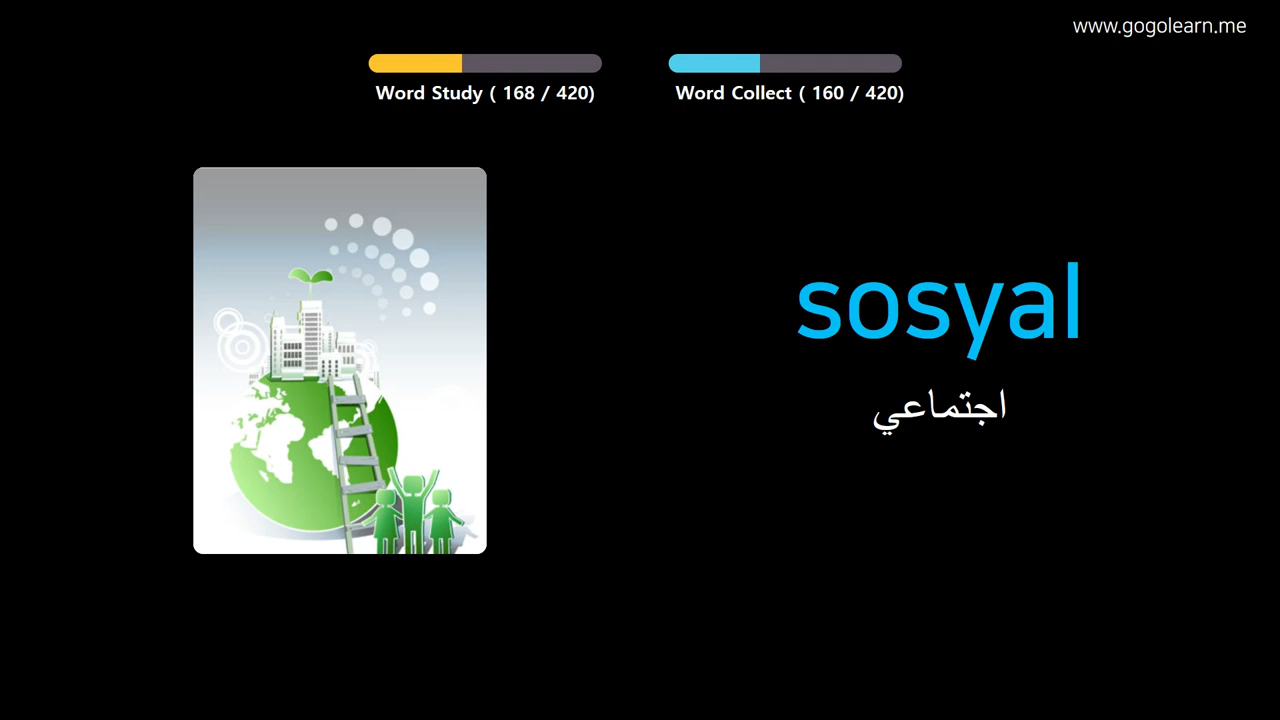 www.gogolearn.me
Word Study ( 168 / 420)
Word Collect ( 160 / 420)
sosyal
اجتماعي